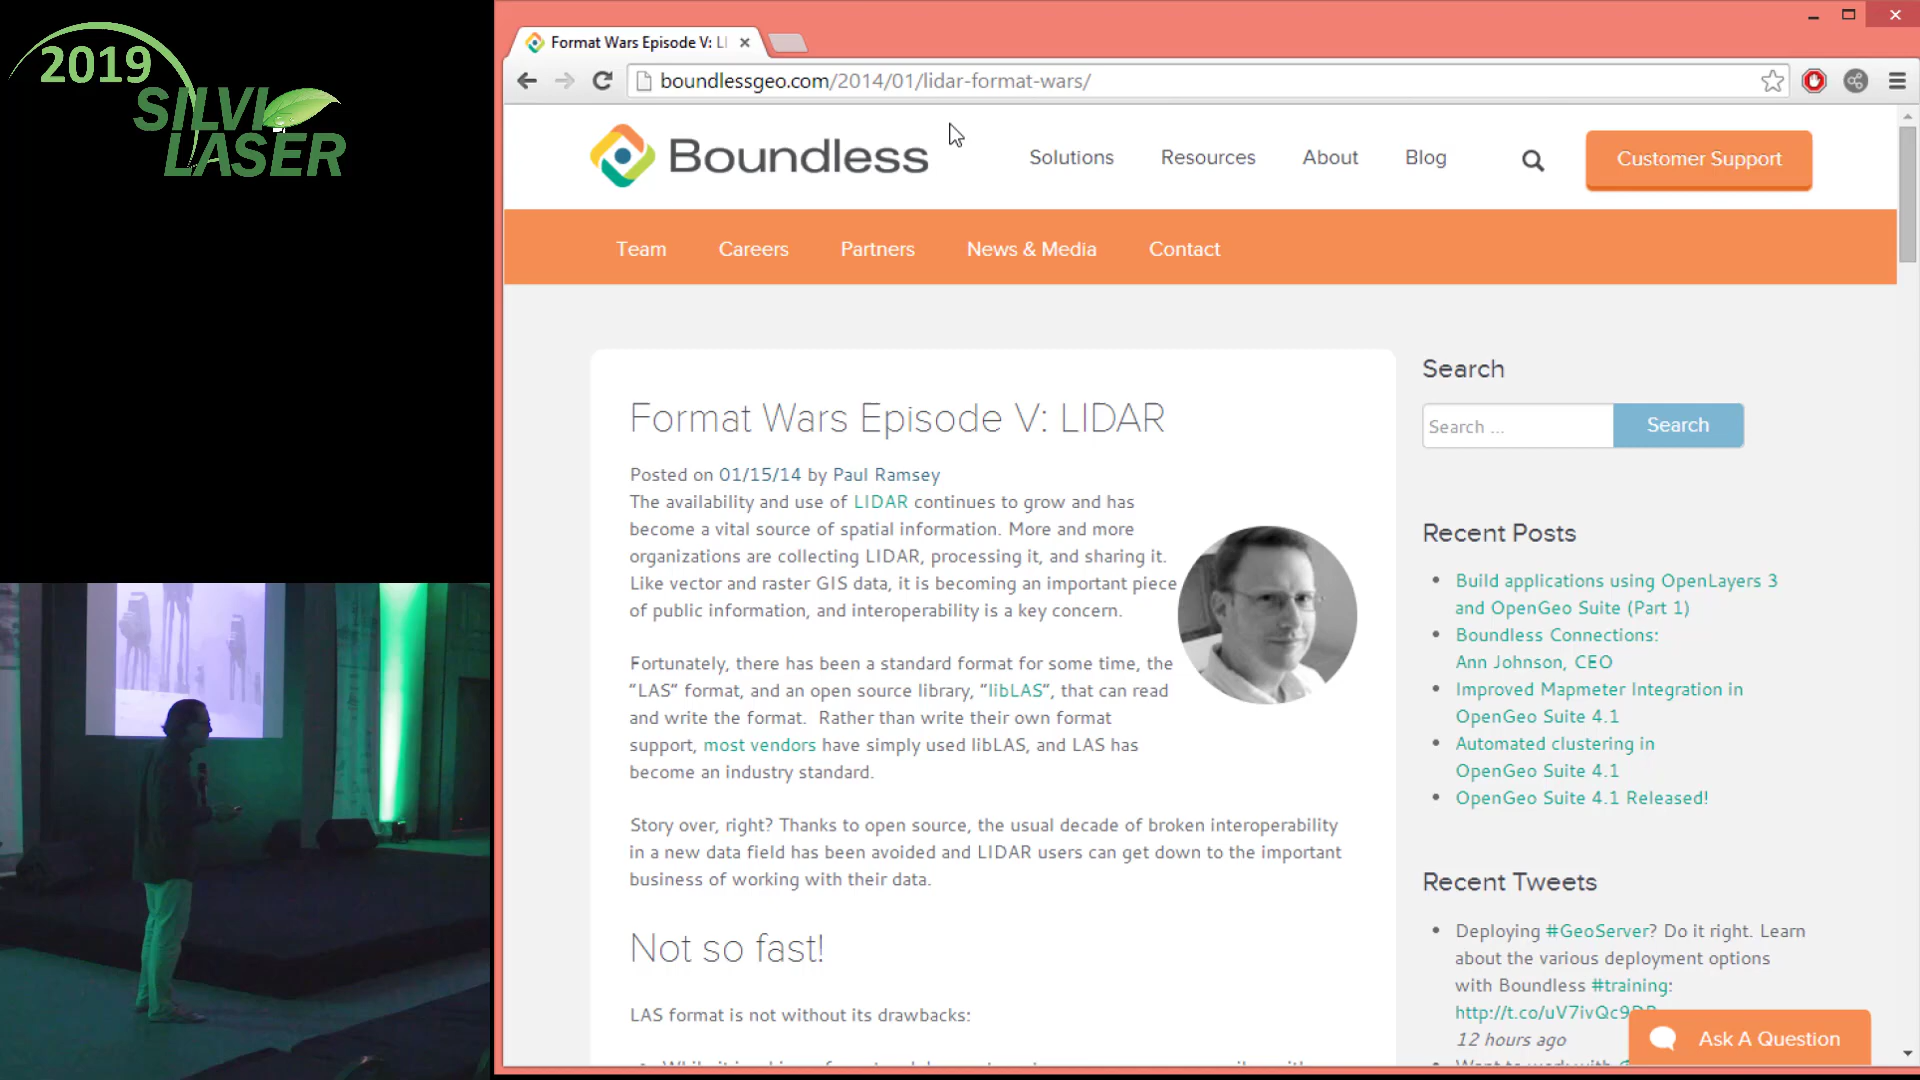 2019
SILVI
LASER
Format Wars Episode V: LI
boundlessgeo.com/2014/01/lidar-format-wars/
Boundless
Solutions
Resources
About
Blog
Customer Support
Team
Careers
Partners
News & Media
Contact
Format Wars Episode V: LIDAR
Posted on 01/15/14 by Paul Ramsey
The availability and use of LIDAR continues to grow and has
become a vital source of spatial information. More and more
organizations are collecting LIDAR, processing it, and sharing it.
Like vector and raster GIS data, it is becoming an important piece
of public information, and interoperability is a key concern.
Fortunately, there has been a standard format for some time, the
"LAS" format, and an open source library, "libLAS", that can read
and write the format. Rather than write their own format
support, most vendors have simply used libLAS, and LAS has
become an industry standard.
Story over, right? Thanks to open source, the usual decade of broken interoperability
in a new data field has been avoided and LIDAR users can get down to the important
business of working with their data.
Not so fast!
LAS format is not without its drawbacks:
Search
Search ...
Search
Recent Posts
Build applications using OpenLayers 3
and OpenGeo Suite (Part 1)
Boundless Connections:
Ann Johnson, CEO
Improved Mapmeter Integration in
OpenGeo Suite 4.1
Automated clustering in
OpenGeo Suite 4.1
OpenGeo Suite 4.1 Released!
Recent Tweets
Deploying #GeoServer? Do it right. Learn
about the various deployment options
with Boundless #training:
http://t.co/uV7ivQc9
12 hours ago
Ask A Question